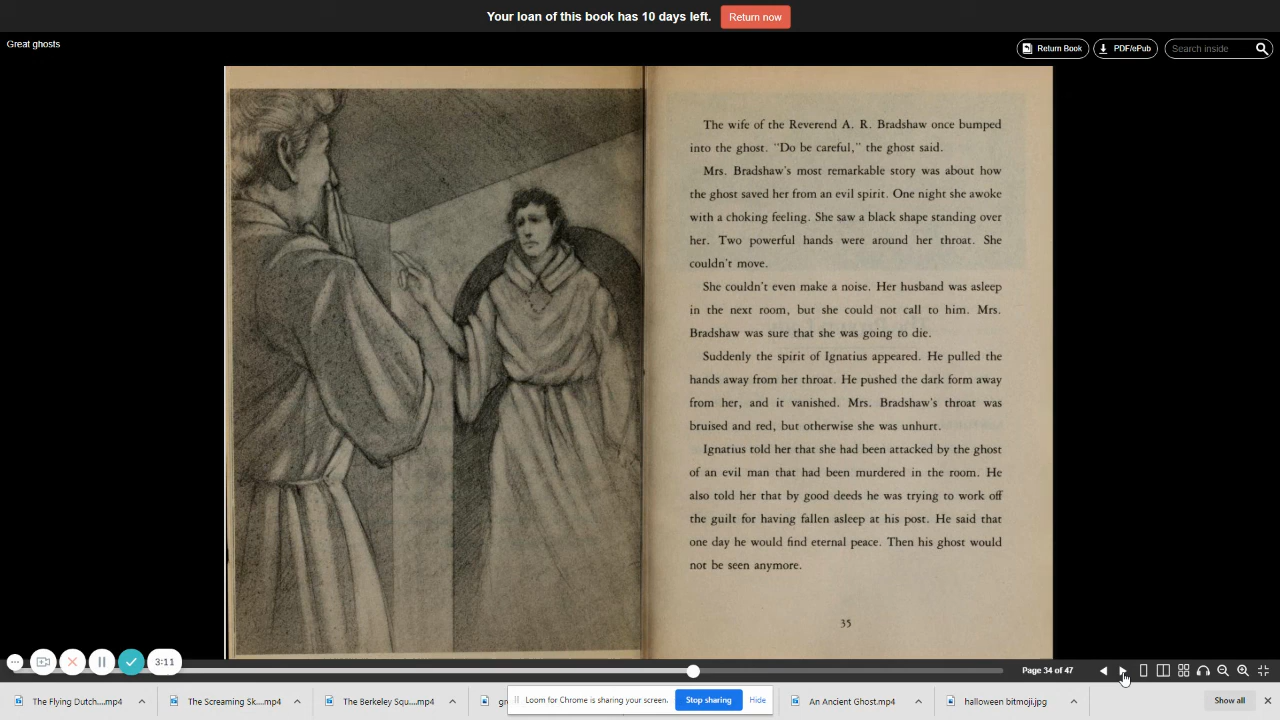 Your loan of this book has 10 days left. Return now
Great ghosts
Return Book
PDF/ePub
Search inside
The wife of the Reverend A. R. Bradshaw once bumped
into the ghost. "Do be careful," the ghost said.
Mrs. Bradshaw's most remarkable story was about how
the ghost saved her from an evil spirit. One night she awoke
with a choking feeling. She saw a black shape standing over
her. Two powerful hands were around her throat. She
couldn't move.
She couldn't even make a noise. Her husband was asleep
in the next room, but she could not call to him. Mrs.
Bradshaw was sure that she was going to die.
Suddenly the spirit of Ignatius appeared. He pulled the
hands away from her throat. He pushed the dark form away
from her, and it vanished. Mrs. Bradshaw's throat was
bruised and red, but otherwise she was unhurt.
Ignatius told her that she had been attacked by the ghost
of an evil man that had been murdered in the room. He
also told her that by good deeds he was trying to work off
the guilt for having fallen asleep at his post. He said that
one day he would find eternal peace. Then his ghost would
not be seen anymore.
35
3:11
Page 34 of 47
The Flying Dutch....mp4
The Screaming Sk....mp4
The Berkeley Squ....mp4
Loom for Chrome is sharing your screen.
Stop sharing
Hide
An Ancient Ghost.mp4
halloween bitmoji.jpg
Show all